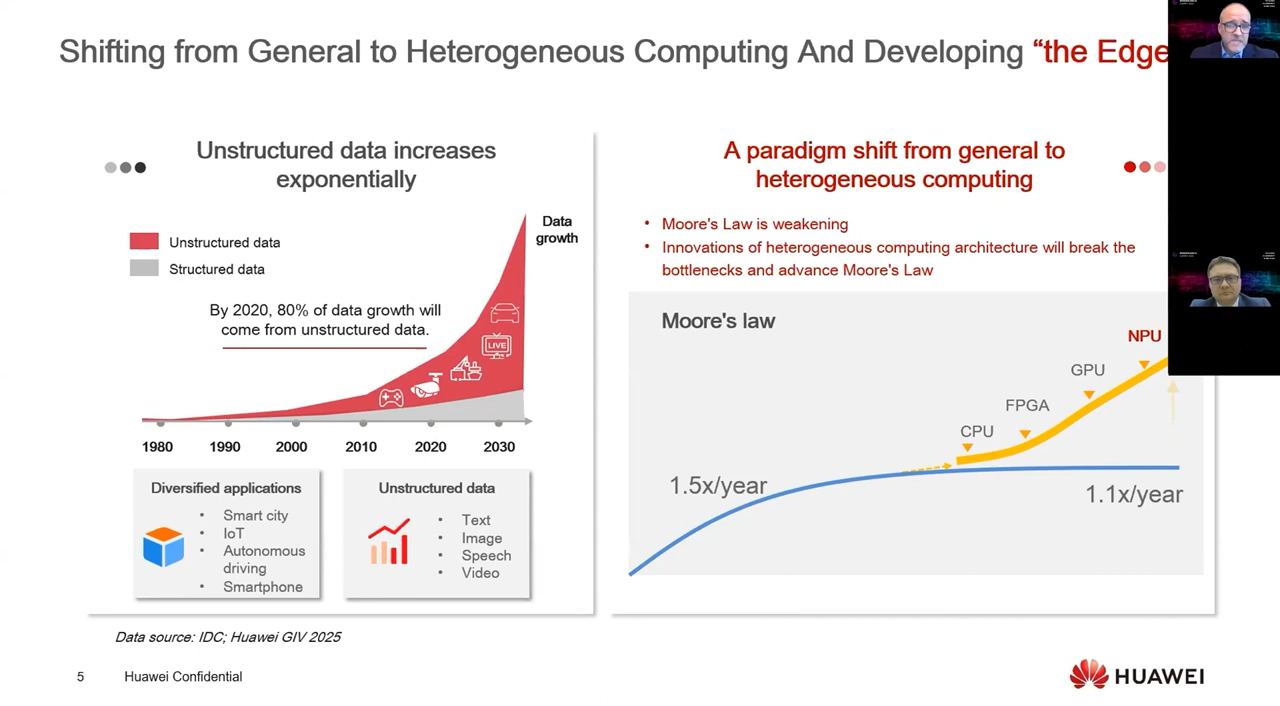 Shifting from General to Heterogeneous Computing And Developing “the Edge
Unstructured data increases
exponentially
Unstructured data
Structured data
Data
growth
By 2020, 80% of data growth will
come from unstructured data.
LIVE
1980 1990 2000 2010 2020 2030
Diversified applications
• Smart city
• IoT
• Autonomous
driving
• Smartphone
Unstructured data
• Text
• Image
• Speech
• Video
A paradigm shift from general to
heterogeneous computing
• Moore's Law is weakening
• Innovations of heterogeneous computing architecture will break the
bottlenecks and advance Moore's Law
Moore's law
NPU
GPU
FPGA
CPU
1.5x/year
1.1x/year
Data source: IDC; Huawei GIV 2025
5 Huawei Confidential
HUAWEI